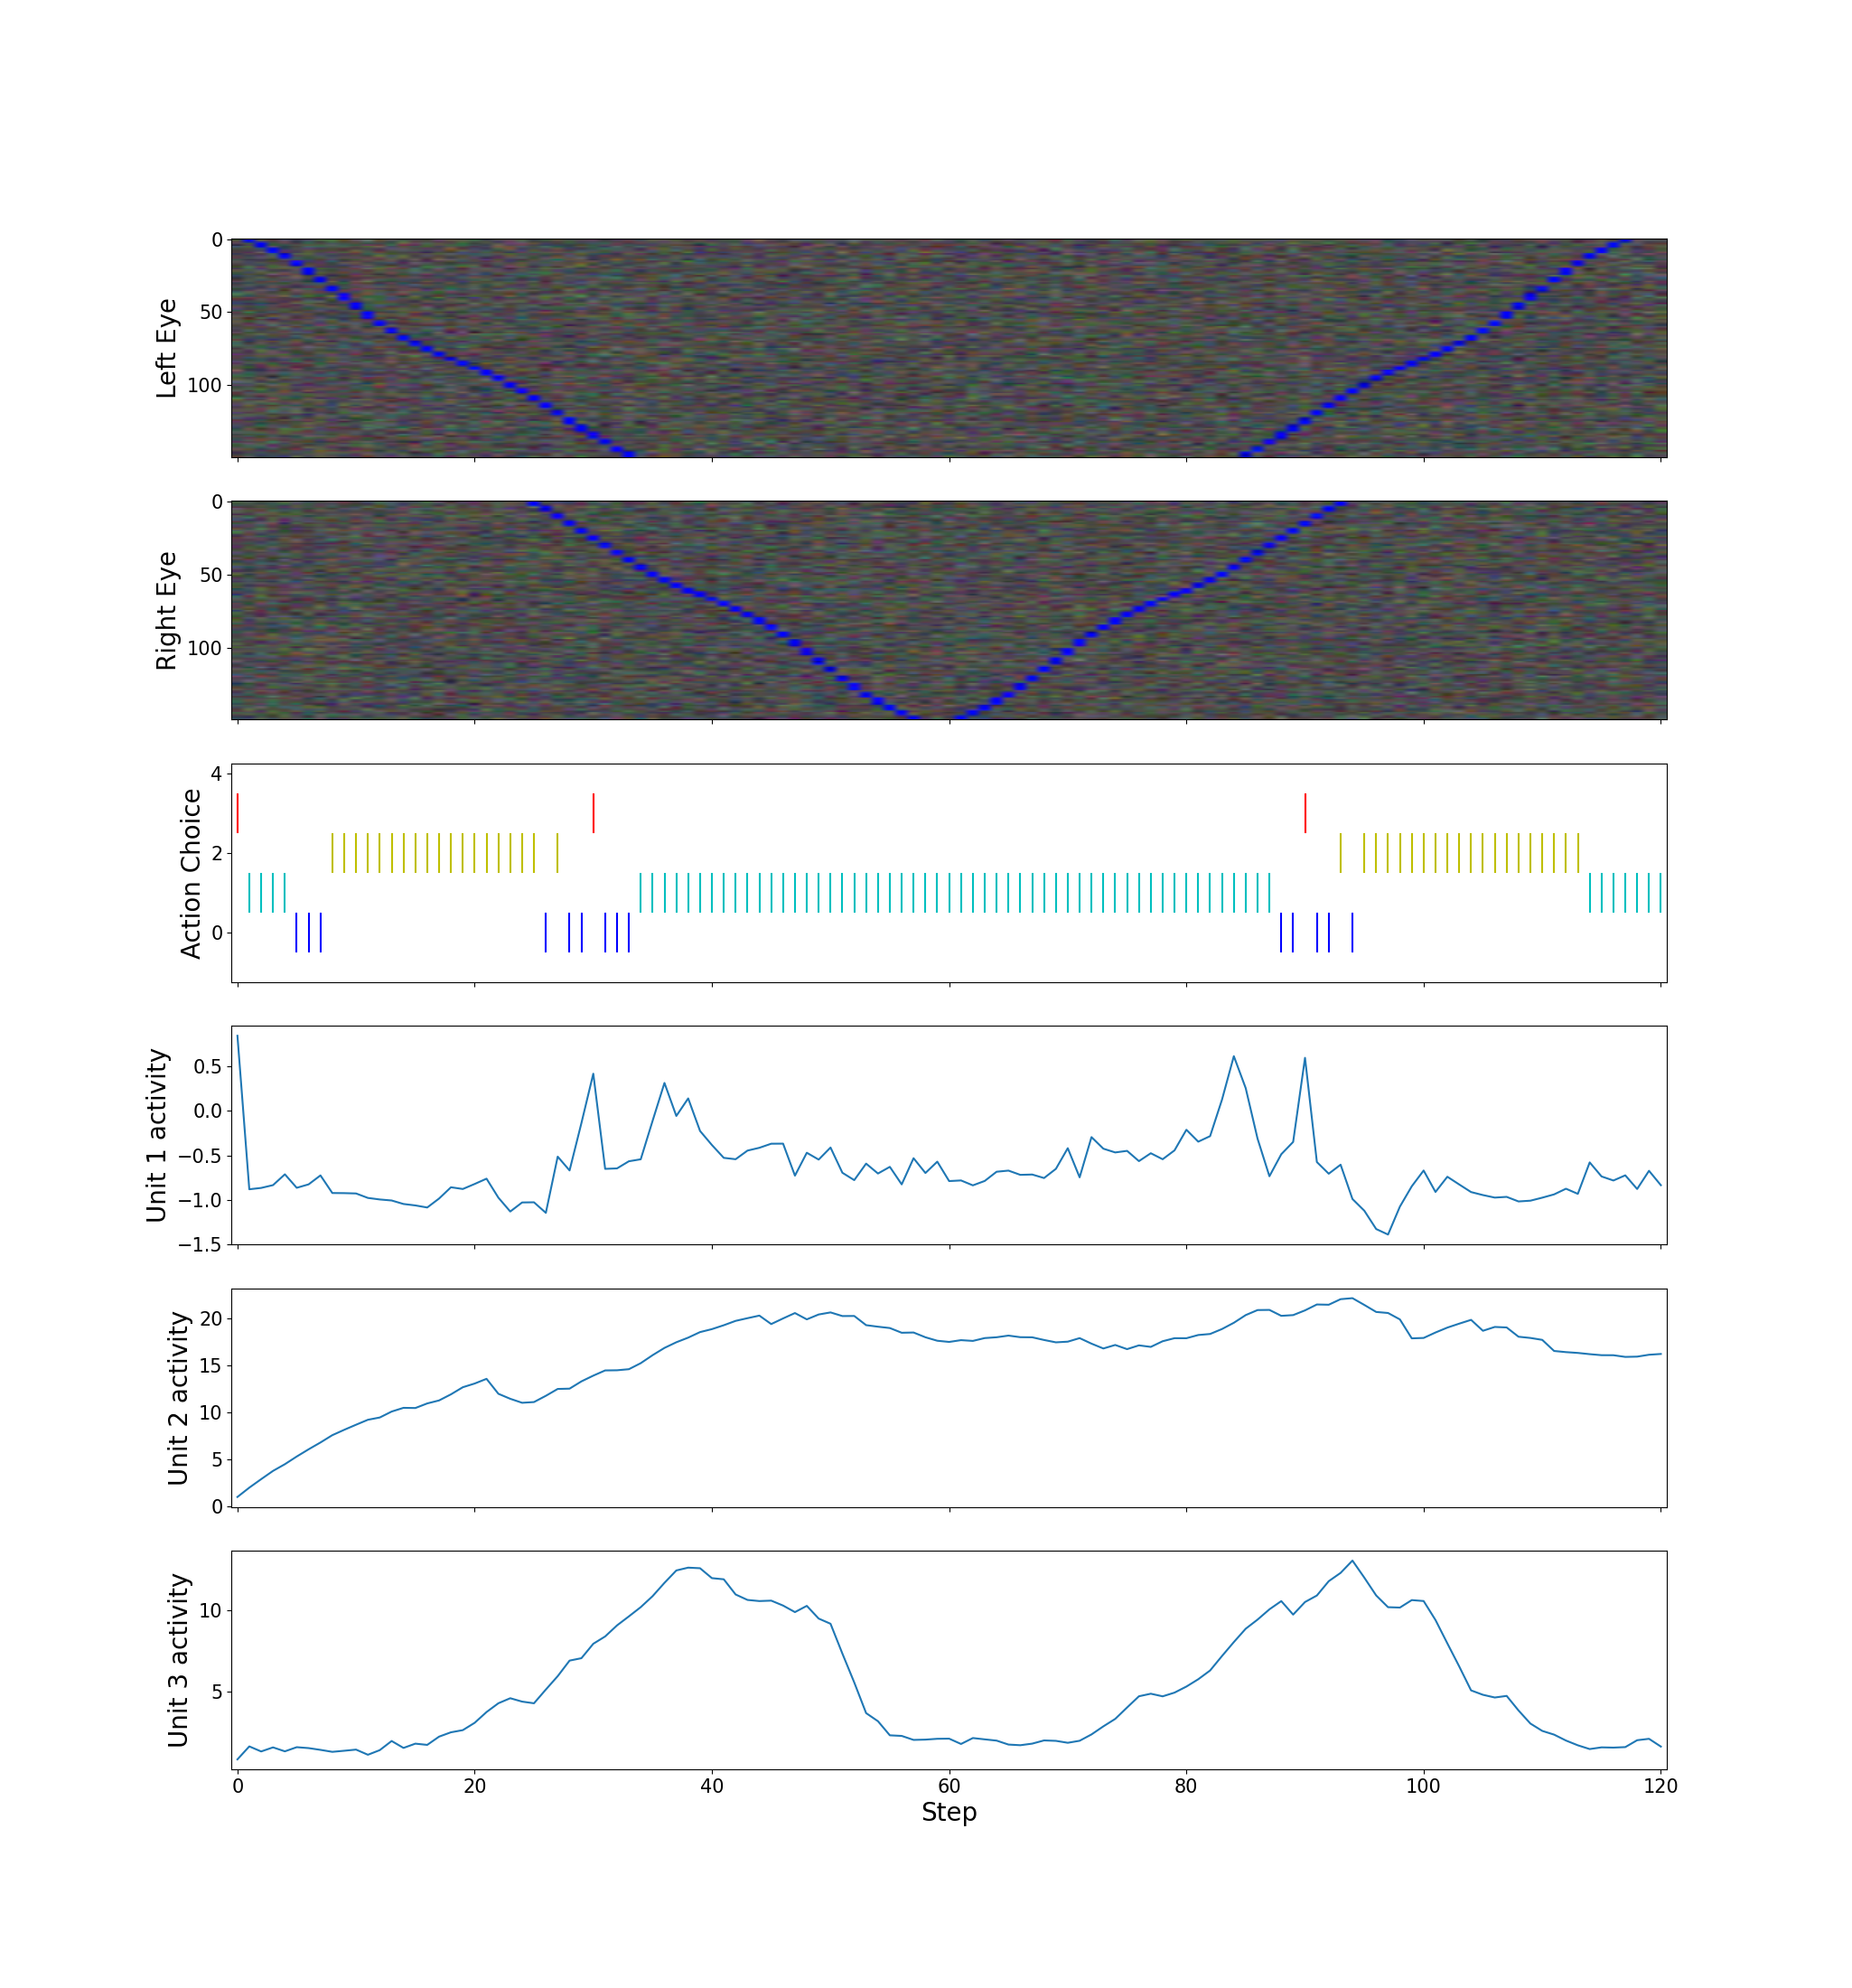 Left Eye
0
50
100
Right Eye
0
50
100
Action Choice
4
2
0
Unit 1 activity
0.5
0.0
−0.5
−1.0
−1.5
Unit 2 activity
20
15
10
5
0
Unit 3 activity
10
5
0 20 40 60 80 100 120
Step